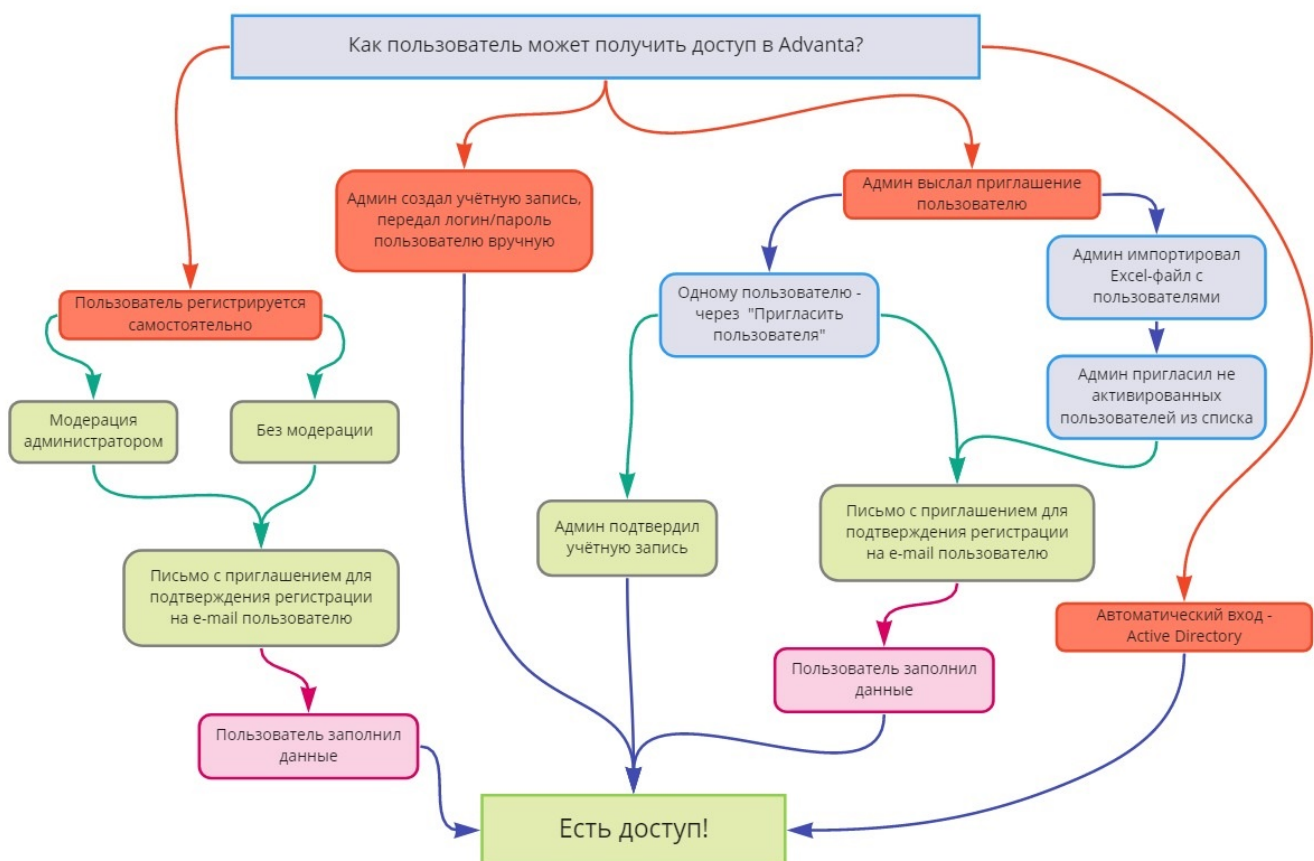 Как пользователь может получить доступ в Advanta?
Админ создал учётную запись,
передал логин/пароль
пользователю вручную
Админ выслал приглашение
пользователю
Админ импортировал
Excel-файл с
пользователями
Пользователь регистрируется
самостоятельно
Одному пользователю -
через "Пригласить
пользователя"
Админ пригласил не
активированных
пользователей из списка
Модерация
администратором
Без модерации
Админ подтвердил
учётную запись
Письмо с приглашением для
подтверждения регистрации
на e-mail пользователю
Письмо с приглашением для
подтверждения регистрации
на e-mail пользователю
Автоматический вход -
Active Directory
Пользователь заполнил
данные
Пользователь заполнил
данные
Есть доступ!